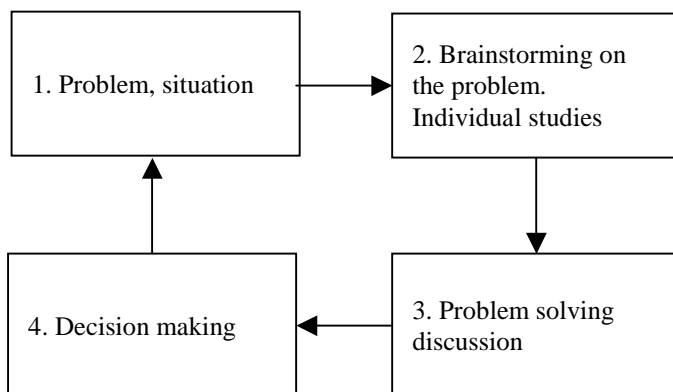 1. Problem, situation
2. Brainstorming on
the problem.
Individual studies
3. Problem solving
discussion
4. Decision making